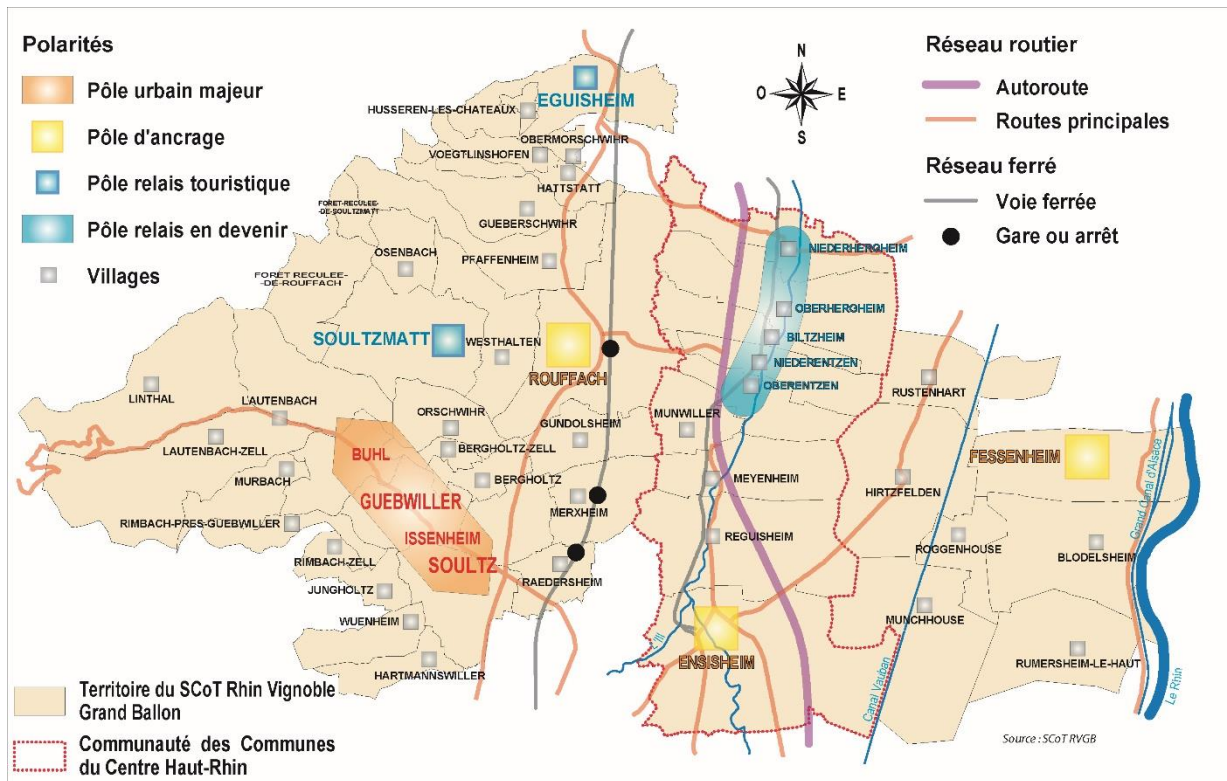 Polarités
Pôle urbain majeur
Pôle d'ancrage
Pôle relais touristique
Pôle relais en devenir
Villages
Réseau routier
Autoroute
Routes principales
Réseau ferré
Voie ferrée
Gare ou arrêt
N
O
E
S
EGUISHEIM
HUSSEREN-LES-CHATEAUX
OBERMORSCHWIHR
VOEGTLINSHOFEN
HATTSTATT
GUEBERSCHWIHR
FORET-RECULEE-
DE-SOULTZMATT
OSENBACH
PFAFFENHEIM
FORET RECULEE-
-DE-ROUFFACH
NIEDERHERGHEIM
OBERHERGHEIM
BILTZHEIM
NIEDERENTZEN
OBERENTZEN
SOULTZMATT
WESTHALTEN
ROUFFACH
LINTHAL
LAUTENBACH
LAUTENBACH-ZELL
ORSCHWIHR
GUNDOLSHEIM
MUNWILLER
RUSTENHART
BUHL
BERGHOLTZ-ZELL
FESSENHEIM
MURBACH
GUEBWILLER
BERGHOLTZ
MERXHEIM
MEYENHEIM
HIRTZFELDEN
Grand Canal d'Alsace
RIMBACH-PRES-GUEBWILLER
ISSENHEIM
REGUISHEIM
ROGGENHOUSE
BLODELSHEIM
RIMBACH-ZELL
SOULTZ
RAEDERSHEIM
JUNGHOLTZ
MUNCHHOUSE
WUENHEIM
L'Ill
ENSISHEIM
HARTMANNSWILLER
RUMERSHEIM-LE-HAUT
Canal Vauban
Le Rhin
Territoire du SCoT Rhin Vignoble
Grand Ballon
Communauté des Communes
du Centre Haut-Rhin
Source : SCoT RVGB